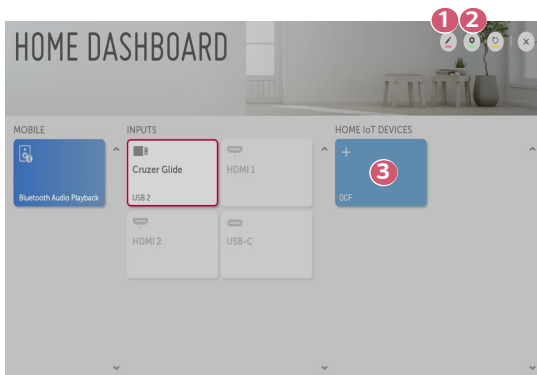 1 2
HOME DASHBOARD
MOBILE
INPUTS
HOME IoT DEVICES
Bluetooth Audio Playback
Cruzer Glide
USB 2
HDMI 1
+
3
OCF
HDMI 2
USB-C